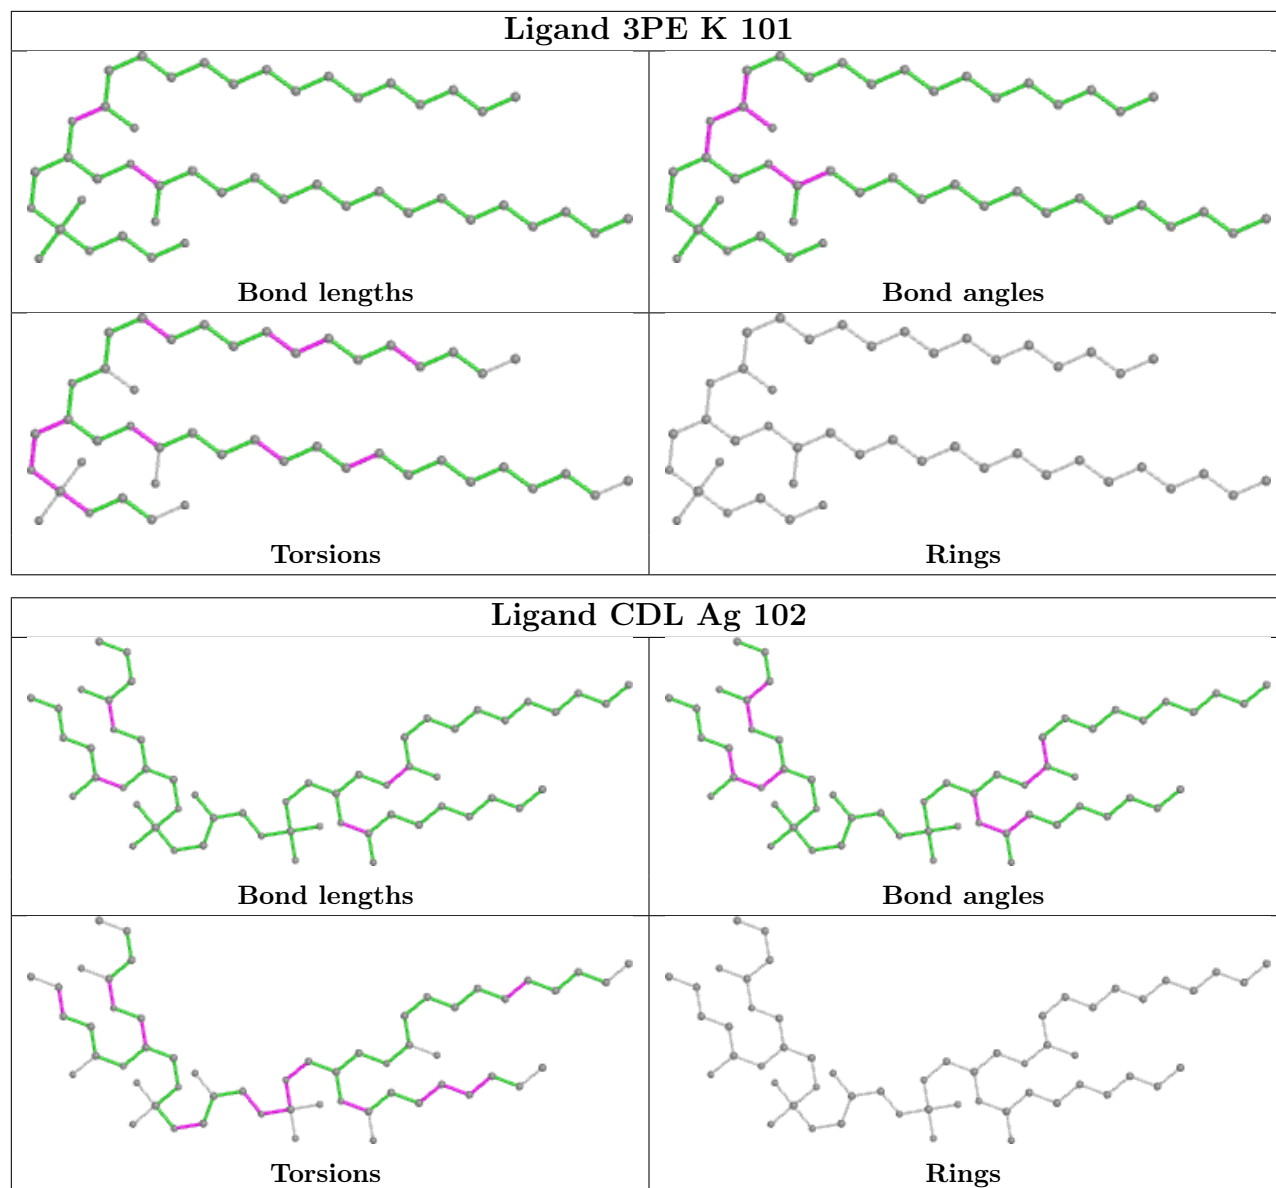 Ligand 3PE K 101
Bond lengths
Bond angles
Torsions
Rings
Ligand CDL Ag 102
Bond lengths
Bond angles
Torsions
Rings